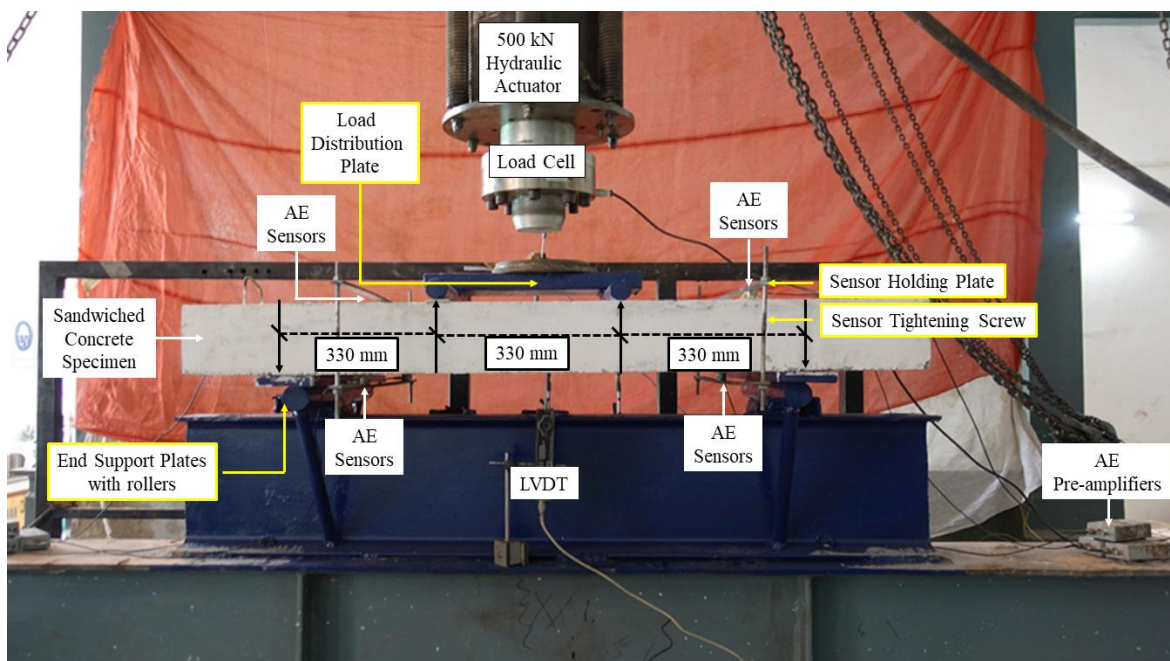 500 kN
Hydraulic
Actuator
Load
Distribution
Plate
Load Cell
AE
Sensors
AE
Sensors
Sensor Holding Plate
Sandwiched
Concrete
Specimen
Sensor Tightening Screw
330 mm
330 mm
330 mm
End Support Plates
with rollers
AE
Sensors
LVDT
AE
Sensors
AE
Pre-amplifiers